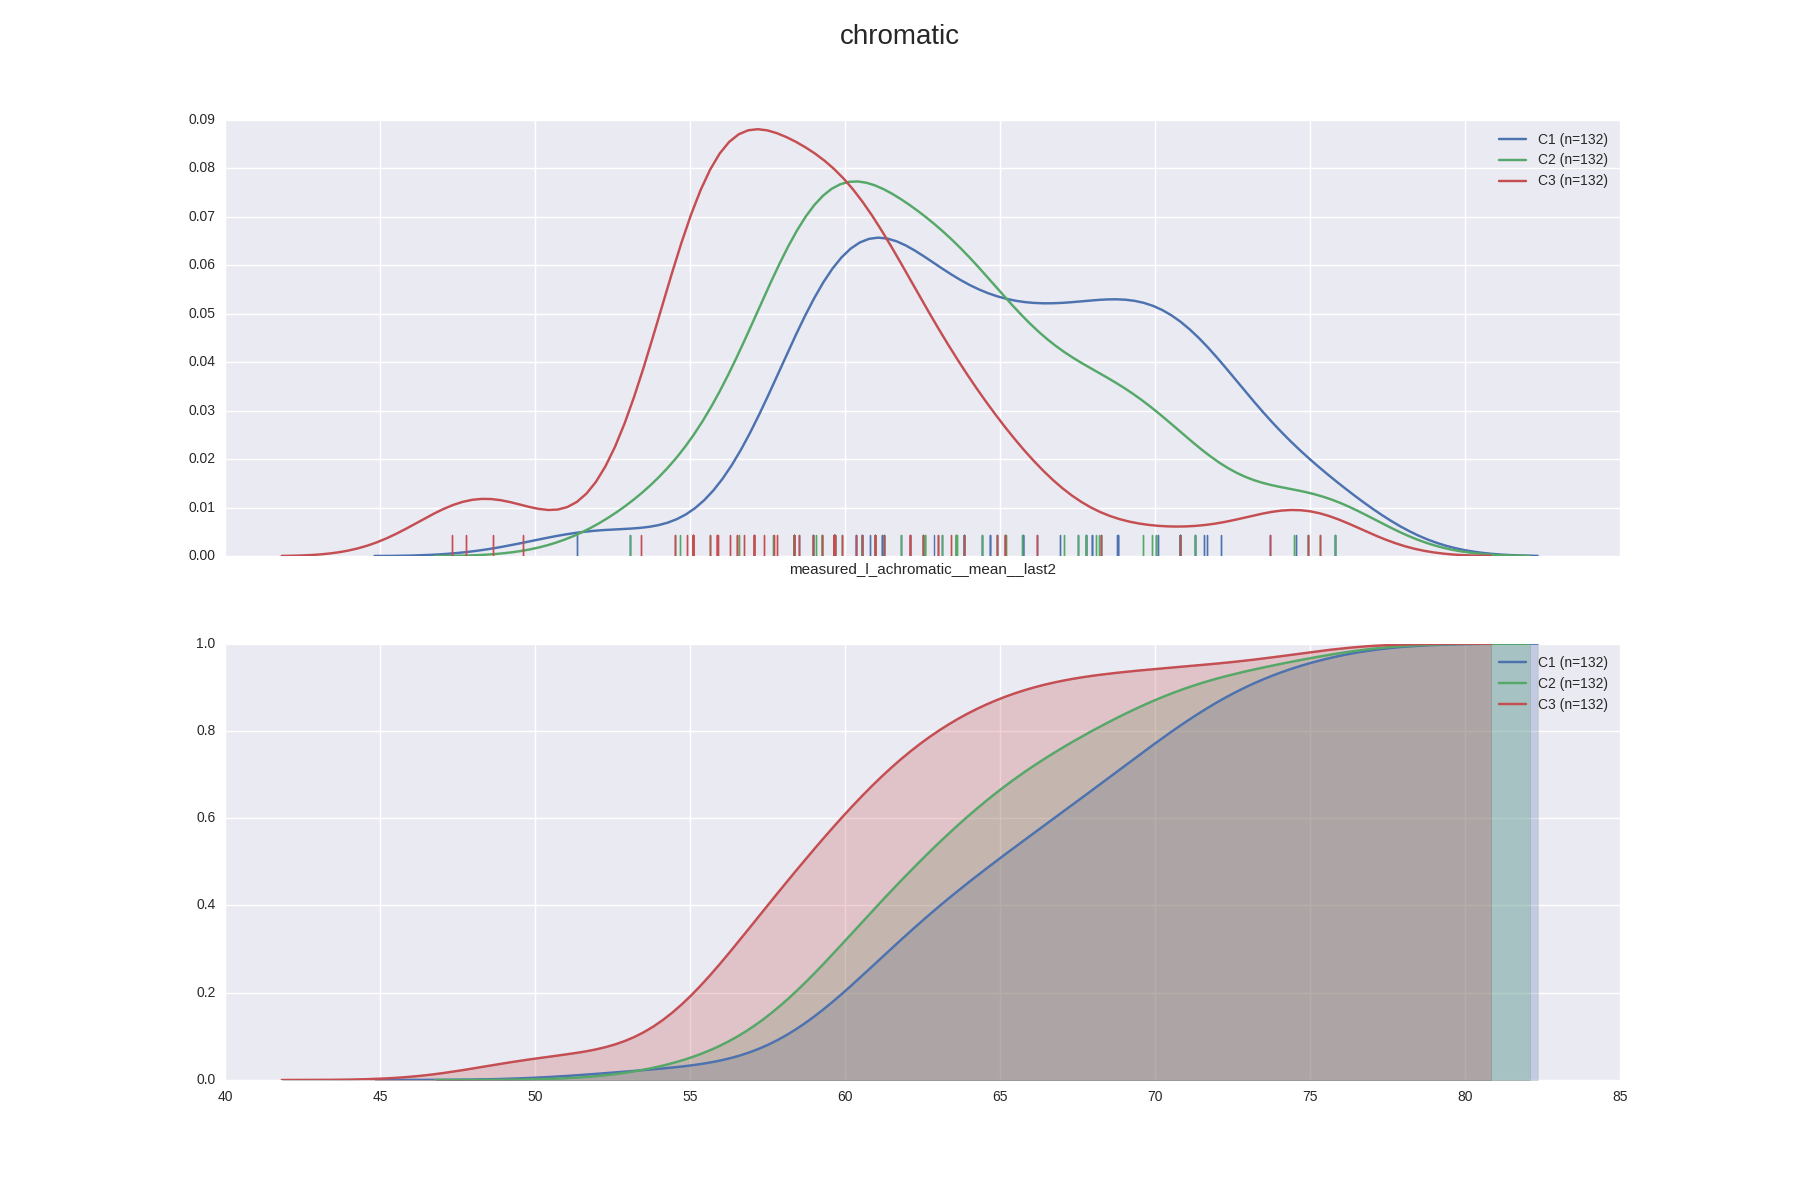 chromatic
0.09
0.08
0.07
0.06
0.05
0.04
0.03
0.02
0.01
0.00
C1 (n=132)
C2 (n=132)
C3 (n=132)
measured_l_achromatic__mean__last2
1.0
0.8
0.6
0.4
0.2
0.0
C1 (n=132)
C2 (n=132)
C3 (n=132)
40 45 50 55 60 65 70 75 80 85